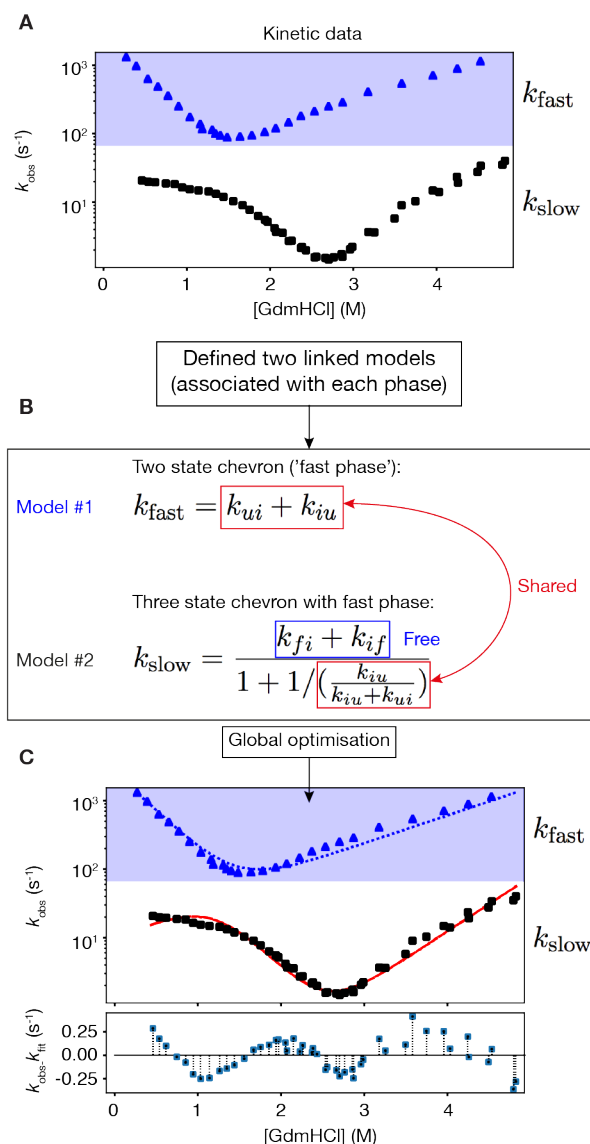 A
Kinetic data
10³
10²
10¹
k_obs (s⁻¹)
k_fast
k_slow
0 1 2 3 4 5
[GdmHCl] (M)
Defined two linked models
(associated with each phase)
B
Two state chevron ('fast phase'):
Model #1
k_fast = k_ui + k_iu
Shared
Three state chevron with fast phase:
Model #2
k_slow = (k_fi + k_if) / (1 + 1/(k_iu / (k_iu + k_ui)))
Free
Global optimisation
C
10³
10²
10¹
k_obs (s⁻¹)
k_fast
k_slow
0.25
0.00
-0.25
k_obs- k_fit (s⁻¹)
0 1 2 3 4 5
[GdmHCl] (M)